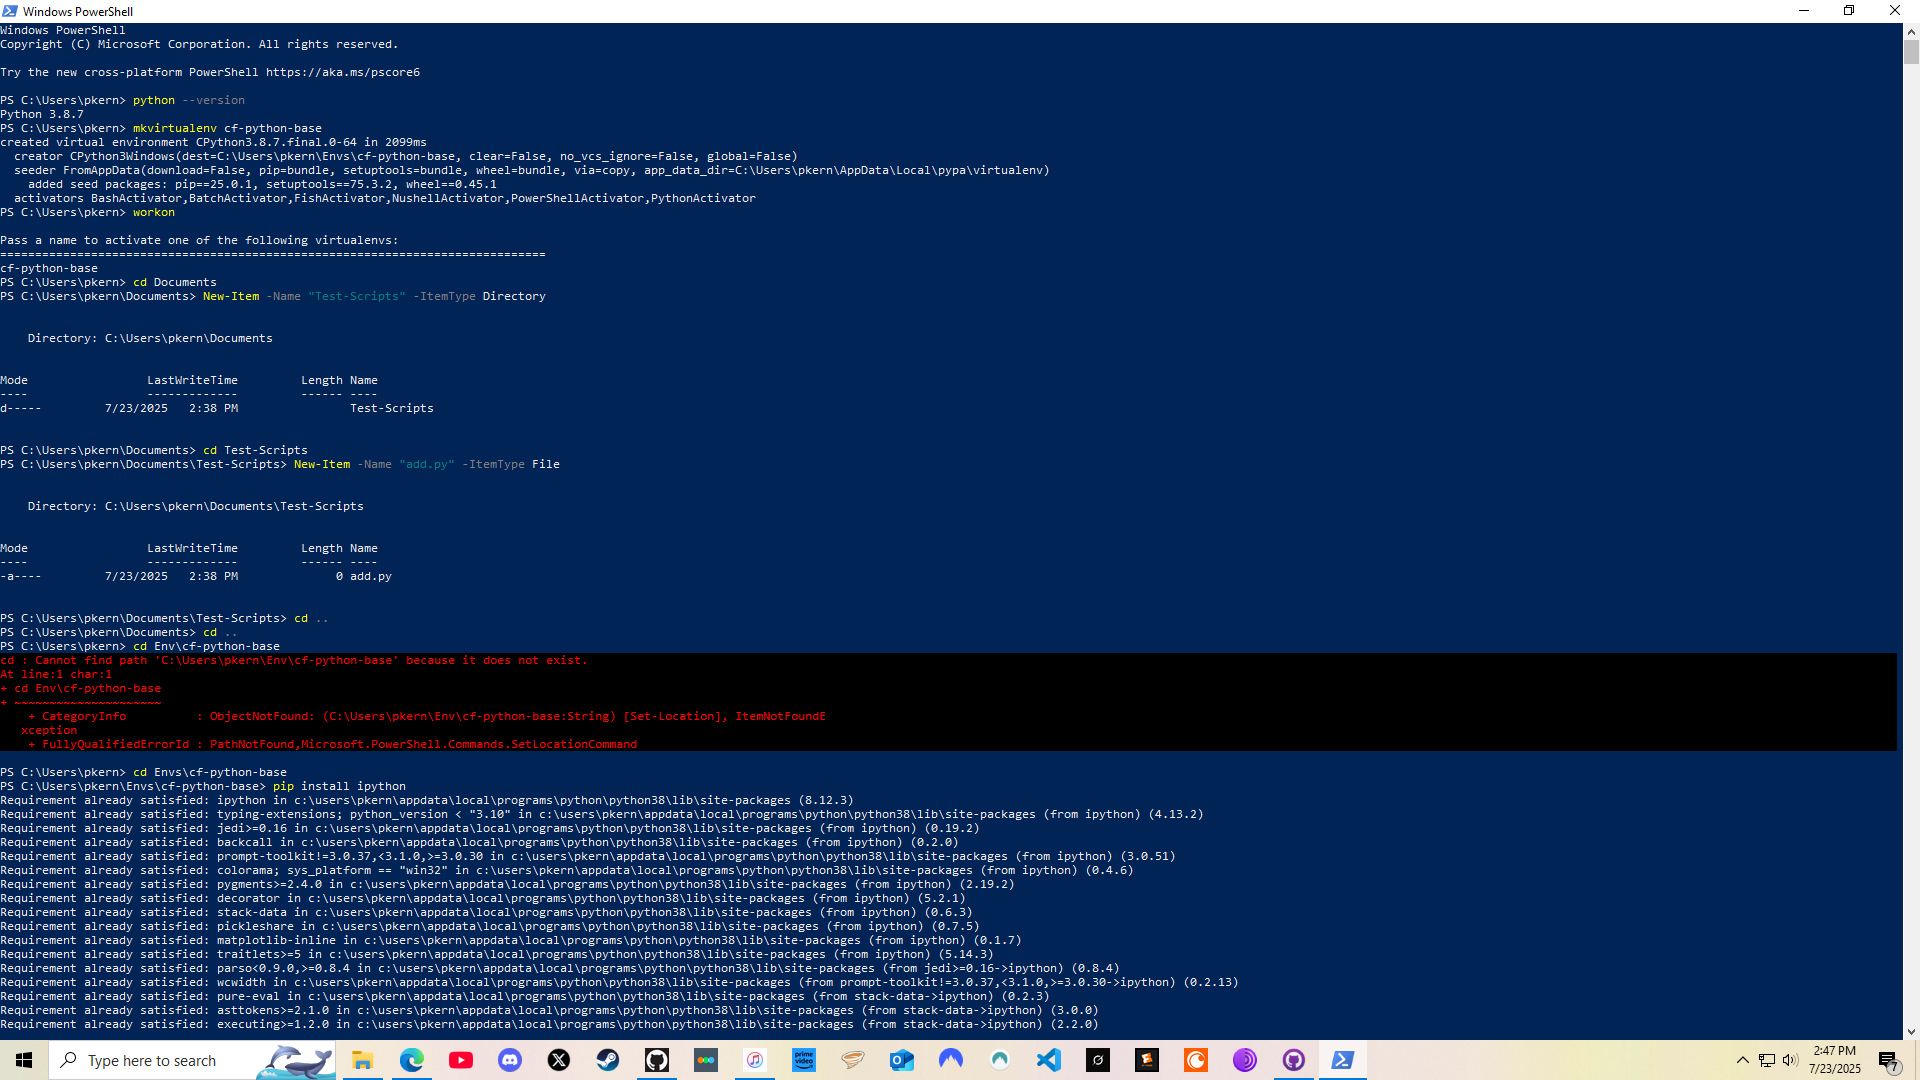 Windows PowerShell
Windows PowerShell
Copyright (C) Microsoft Corporation. All rights reserved.
Try the new cross-platform PowerShell https://aka.ms/pscore6
PS C:\Users\pkern> python --version
Python 3.8.7
PS C:\Users\pkern> mkvirtualenv cf-python-base
created virtual environment CPython3.8.7.final.0-64 in 2099ms
  creator CPython3Windows(dest=C:\Users\pkern\Envs\cf-python-base, clear=False, no_vcs_ignore=False, global=False)
  seeder FromAppData(download=False, pip=bundle, setuptools=bundle, wheel=bundle, via=copy, app_data_dir=C:\Users\pkern\AppData\Local\pypa\virtualenv)
    added seed packages: pip==25.0.1, setuptools==75.3.2, wheel==0.45.1
  activators BashActivator,BatchActivator,FishActivator,NushellActivator,PowerShellActivator,PythonActivator
PS C:\Users\pkern> workon
Pass a name to activate one of the following virtualenvs:
==============================================================================
cf-python-base
PS C:\Users\pkern> cd Documents
PS C:\Users\pkern\Documents> New-Item -Name "Test-Scripts" -ItemType Directory
    Directory: C:\Users\pkern\Documents
Mode                 LastWriteTime         Length Name
----                 -------------         ------ ----
d-----         7/23/2025   2:38 PM                Test-Scripts
PS C:\Users\pkern\Documents> cd Test-Scripts
PS C:\Users\pkern\Documents\Test-Scripts> New-Item -Name "add.py" -ItemType File
    Directory: C:\Users\pkern\Documents\Test-Scripts
Mode                 LastWriteTime         Length Name
----                 -------------         ------ ----
-a----         7/23/2025   2:38 PM              0 add.py
PS C:\Users\pkern\Documents\Test-Scripts> cd ..
PS C:\Users\pkern\Documents> cd ..
PS C:\Users\pkern> cd Env\cf-python-base
cd : Cannot find path 'C:\Users\pkern\Env\cf-python-base' because it does not exist.
At line:1 char:1
+ cd Env\cf-python-base
+ ~~~~~~~~~~~~~~~~~~~~~
    + CategoryInfo          : ObjectNotFound: (C:\Users\pkern\Env\cf-python-base:String) [Set-Location], ItemNotFoundE
   xception
    + FullyQualifiedErrorId : PathNotFound,Microsoft.PowerShell.Commands.SetLocationCommand
PS C:\Users\pkern> cd Envs\cf-python-base
PS C:\Users\pkern\Envs\cf-python-base> pip install ipython
Requirement already satisfied: ipython in c:\users\pkern\appdata\local\programs\python\python38\lib\site-packages (8.12.3)
Requirement already satisfied: typing-extensions; python_version < "3.10" in c:\users\pkern\appdata\local\programs\python\python38\lib\site-packages (from ipython) (4.13.2)
Requirement already satisfied: jedi>=0.16 in c:\users\pkern\appdata\local\programs\python\python38\lib\site-packages (from ipython) (0.19.2)
Requirement already satisfied: backcall in c:\users\pkern\appdata\local\programs\python\python38\lib\site-packages (from ipython) (0.2.0)
Requirement already satisfied: prompt-toolkit!=3.0.37,<3.1.0,>=3.0.30 in c:\users\pkern\appdata\local\programs\python\python38\lib\site-packages (from ipython) (3.0.51)
Requirement already satisfied: colorama; sys_platform == "win32" in c:\users\pkern\appdata\local\programs\python\python38\lib\site-packages (from ipython) (0.4.6)
Requirement already satisfied: pygments>=2.4.0 in c:\users\pkern\appdata\local\programs\python\python38\lib\site-packages (from ipython) (2.19.2)
Requirement already satisfied: decorator in c:\users\pkern\appdata\local\programs\python\python38\lib\site-packages (from ipython) (5.2.1)
Requirement already satisfied: stack-data in c:\users\pkern\appdata\local\programs\python\python38\lib\site-packages (from ipython) (0.6.3)
Requirement already satisfied: pickleshare in c:\users\pkern\appdata\local\programs\python\python38\lib\site-packages (from ipython) (0.7.5)
Requirement already satisfied: matplotlib-inline in c:\users\pkern\appdata\local\programs\python\python38\lib\site-packages (from ipython) (0.1.7)
Requirement already satisfied: traitlets>=5 in c:\users\pkern\appdata\local\programs\python\python38\lib\site-packages (from ipython) (5.14.3)
Requirement already satisfied: parso<0.9.0,>=0.8.4 in c:\users\pkern\appdata\local\programs\python\python38\lib\site-packages (from jedi>=0.16->ipython) (0.8.4)
Requirement already satisfied: wcwidth in c:\users\pkern\appdata\local\programs\python\python38\lib\site-packages (from prompt-toolkit!=3.0.37,<3.1.0,>=3.0.30->ipython) (0.2.13)
Requirement already satisfied: pure-eval in c:\users\pkern\appdata\local\programs\python\python38\lib\site-packages (from stack-data->ipython) (0.2.3)
Requirement already satisfied: asttokens>=2.1.0 in c:\users\pkern\appdata\local\programs\python\python38\lib\site-packages (from stack-data->ipython) (3.0.0)
Requirement already satisfied: executing>=1.2.0 in c:\users\pkern\appdata\local\programs\python\python38\lib\site-packages (from stack-data->ipython) (2.2.0)
Type here to search
prime video
2:47 PM
7/23/2025
7